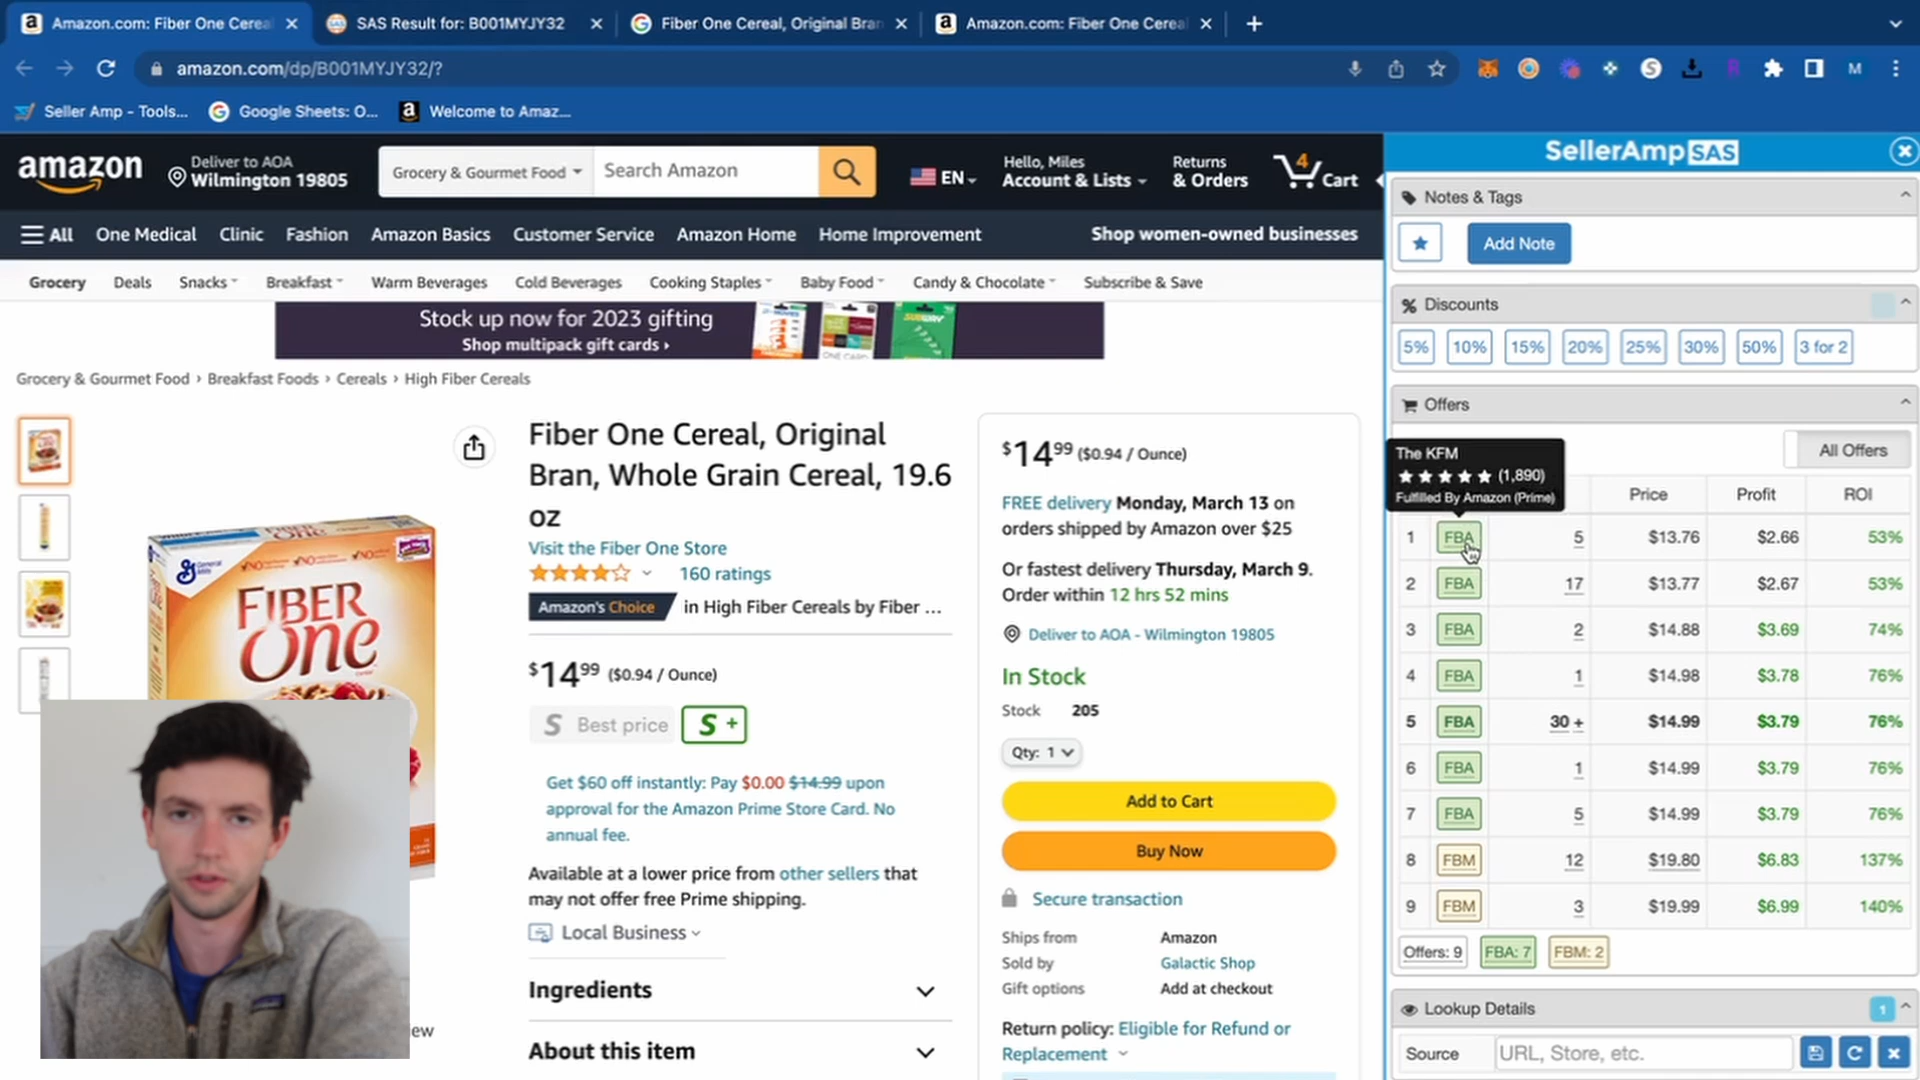 Amazon.com: Fiber One Cereal
SAS Result for: B001MYJY32
Fiber One Cereal, Original Bran
Amazon.com: Fiber One Cereal
amazon.com/dp/B001MYJY32/?
M
Seller Amp - Tools...
Google Sheets: O...
Welcome to Amaz...
amazon
Deliver to AOA
Wilmington 19805
Grocery & Gourmet Food
Search Amazon
EN
Hello, Miles
Account & Lists
Returns
& Orders
4
Cart
All
One Medical
Clinic
Fashion
Amazon Basics
Customer Service
Amazon Home
Home Improvement
Shop women-owned businesses
Grocery
Deals
Snacks
Breakfast
Warm Beverages
Cold Beverages
Cooking Staples
Baby Food
Candy & Chocolate
Subscribe & Save
Stock up now for 2023 gifting
Shop multipack gift cards ›
SUBWAY
Grocery & Gourmet Food › Breakfast Foods › Cereals › High Fiber Cereals
General Mills
NO
NO
NO
FIBER
One
ew
Fiber One Cereal, Original
Bran, Whole Grain Cereal, 19.6
oz
Visit the Fiber One Store
160 ratings
Amazon's Choice in High Fiber Cereals by Fiber ...
$14 99 ($0.94 / Ounce)
S Best price
S +
Get $60 off instantly: Pay $0.00 $14.99 upon
approval for the Amazon Prime Store Card. No
annual fee.
Available at a lower price from other sellers that
may not offer free Prime shipping.
Local Business
Ingredients
About this item
$14 99 ($0.94 / Ounce)
FREE delivery Monday, March 13 on
orders shipped by Amazon over $25
Or fastest delivery Thursday, March 9.
Order within 12 hrs 52 mins
Deliver to AOA - Wilmington 19805
In Stock
Stock 205
Qty: 1
Add to Cart
Buy Now
Secure transaction
Ships from Amazon
Sold by Galactic Shop
Gift options Add at checkout
Return policy: Eligible for Refund or
Replacement
SellerAmp SAS
Notes & Tags
Add Note
Discounts
5% 10% 15% 20% 25% 30% 50% 3 for 2
Offers
The KFM
(1,890)
Fulfilled By Amazon (Prime)
All Offers
Price Profit ROI
1 FBA 5 $13.76 $2.66 53%
2 FBA 17 $13.77 $2.67 53%
3 FBA 2 $14.88 $3.69 74%
4 FBA 1 $14.98 $3.78 76%
5 FBA 30 + $14.99 $3.79 76%
6 FBA 1 $14.99 $3.79 76%
7 FBA 5 $14.99 $3.79 76%
8 FBM 12 $19.80 $6.83 137%
9 FBM 3 $19.99 $6.99 140%
Offers: 9 FBA: 7 FBM: 2
Lookup Details
1
Source URL, Store, etc.